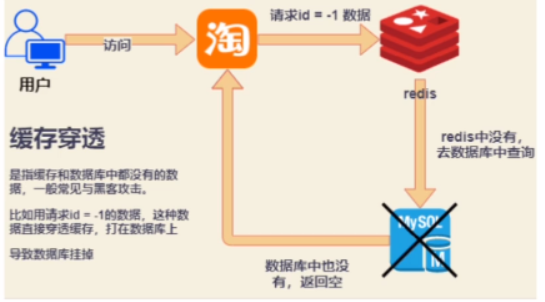 访问
淘
请求id = -1 数据
用户
redis
redis中没有，
去数据库中查询
缓存穿透
是指缓存和数据库中都没有的数
据，一般常见与黑客攻击。
比如用请求id = -1的数据，这种数
据直接穿透缓存，打在数据库上
导致数据库挂掉
MySQL
M
数据库中也没
有，返回空